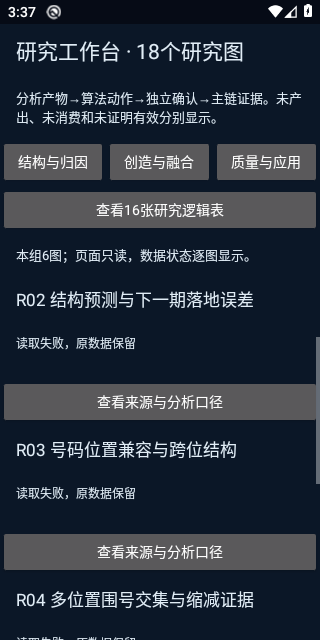 3:37
研究工作台 · 18个研究图
分析产物→算法动作→独立确认→主链证据。未产
出、未消费和未证明有效分别显示。
结构与归因 创造与融合 质量与应用
查看16张研究逻辑表
本组6图；页面只读，数据状态逐图显示。
R02 结构预测与下一期落地误差
读取失败，原数据保留
查看来源与分析口径
R03 号码位置兼容与跨位结构
读取失败，原数据保留
查看来源与分析口径
R04 多位置围号交集与缩减证据